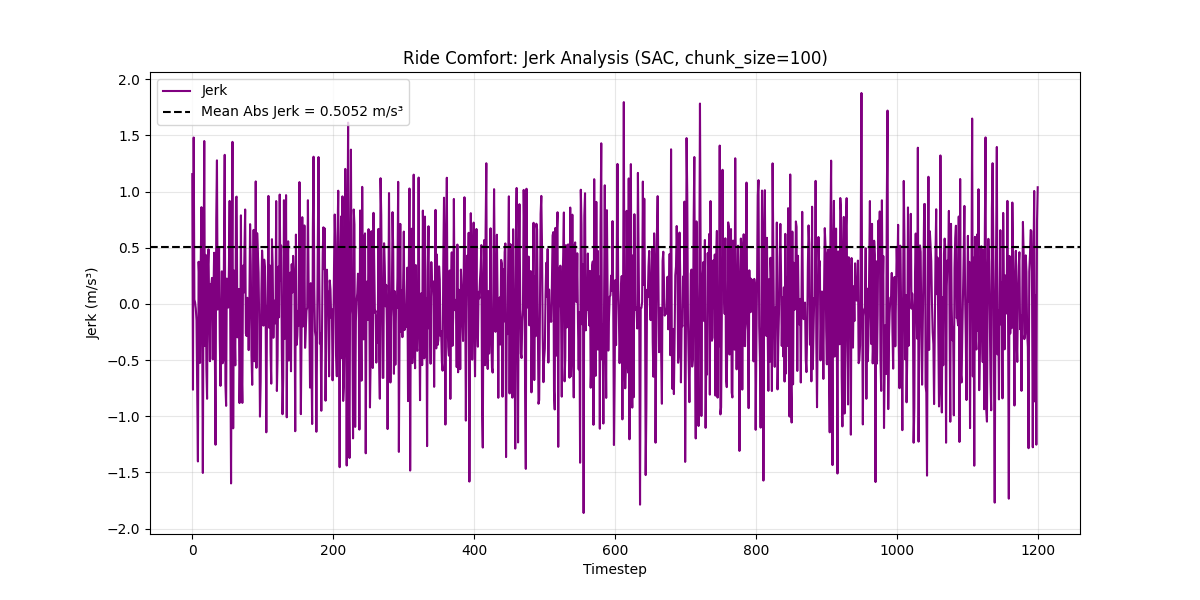 Ride Comfort: Jerk Analysis (SAC, chunk_size=100)
Jerk
Mean Abs Jerk = 0.5052 m/s³
Jerk (m/s³)
2.0
1.5
1.0
0.5
0.0
−0.5
−1.0
−1.5
−2.0
0 200 400 600 800 1000 1200
Timestep